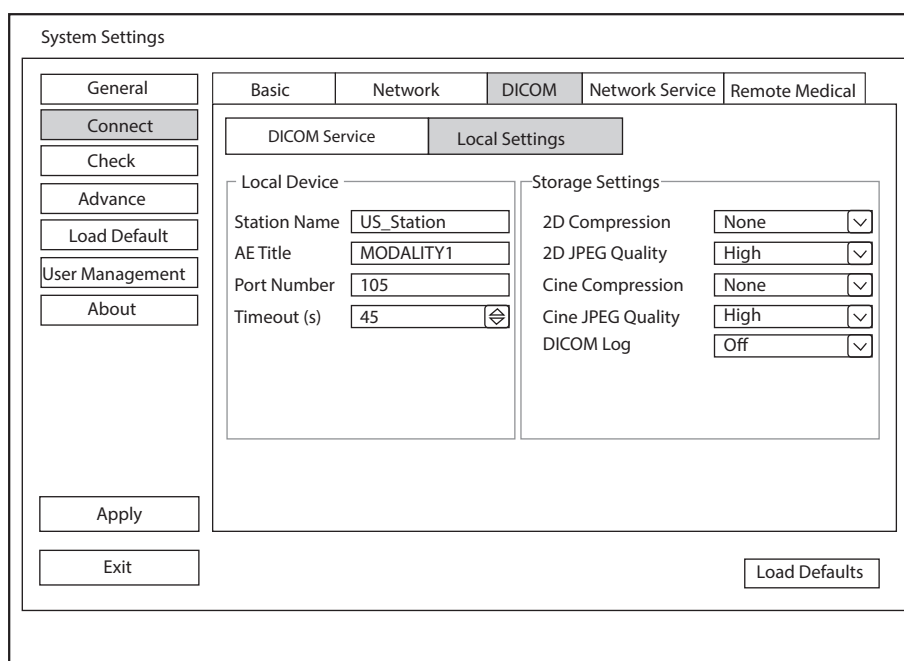 System Settings
General
Connect
Check
Advance
Load Default
User Management
About
Apply
Exit
Basic
Network
DICOM
Network Service
Remote Medical
DICOM Service
Local Settings
Local Device
Station Name US_Station
AE Title MODALITY1
Port Number 105
Timeout (s) 45
Storage Settings
2D Compression None
2D JPEG Quality High
Cine Compression None
Cine JPEG Quality High
DICOM Log Off
Load Defaults